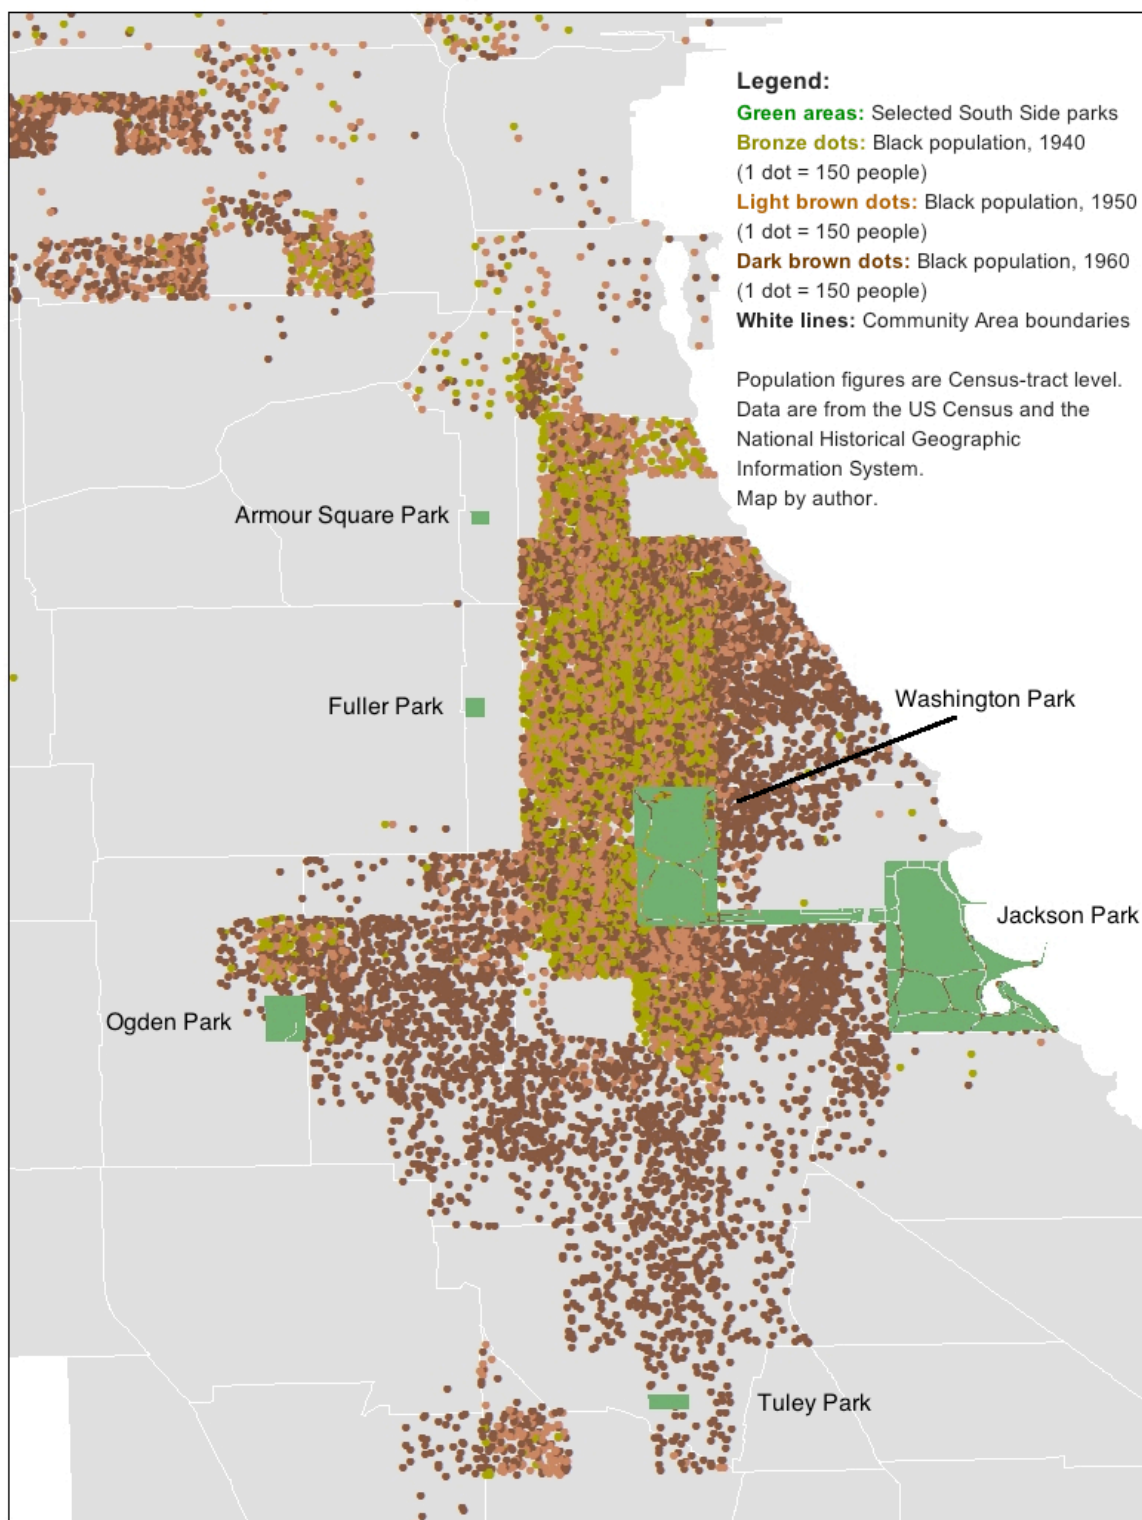 Legend:
Green areas: Selected South Side parks
Bronze dots: Black population, 1940
(1 dot = 150 people)
Light brown dots: Black population, 1950
(1 dot = 150 people)
Dark brown dots: Black population, 1960
(1 dot = 150 people)
White lines: Community Area boundaries
Population figures are Census-tract level.
Data are from the US Census and the
National Historical Geographic
Information System.
Map by author.
Armour Square Park
Fuller Park
Washington Park
Jackson Park
Ogden Park
Tuley Park